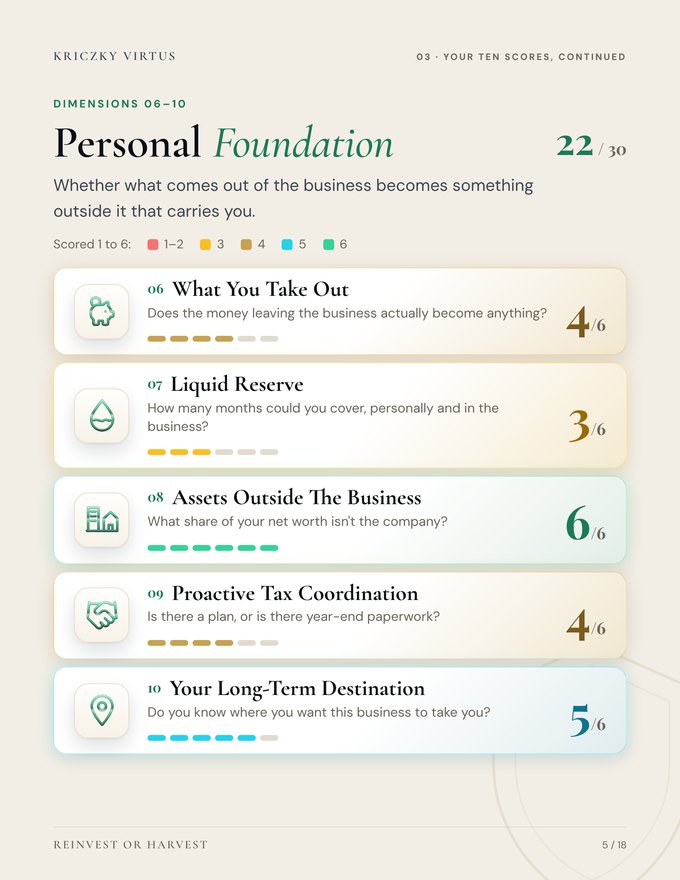 KRICZKY VIRTUS
03 · YOUR TEN SCORES, CONTINUED
DIMENSIONS 06–10
Personal Foundation
22 / 30
Whether what comes out of the business becomes something
outside it that carries you.
Scored 1 to 6: 1–2 3 4 5 6
06 What You Take Out
Does the money leaving the business actually become anything?
4/6
07 Liquid Reserve
How many months could you cover, personally and in the
business?
3/6
08 Assets Outside The Business
What share of your net worth isn't the company?
6/6
09 Proactive Tax Coordination
Is there a plan, or is there year-end paperwork?
4/6
10 Your Long-Term Destination
Do you know where you want this business to take you?
5/6
REINVEST OR HARVEST
5 / 18